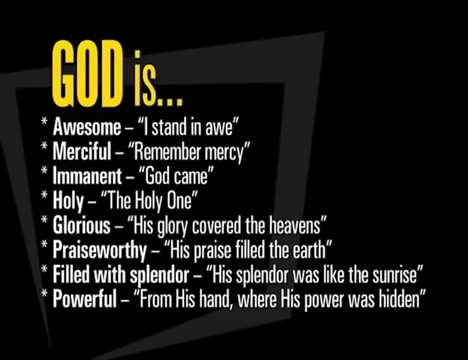 GOD is...
* Awesome – “I stand in awe”
* Merciful – “Remember mercy”
* Immanent – “God came”
* Holy – “The Holy One”
* Glorious – “His glory covered the heavens”
* Praiseworthy – “His praise filled the earth”
* Filled with splendor – “His splendor was like the sunrise”
* Powerful – “From His hand, where His power was hidden”